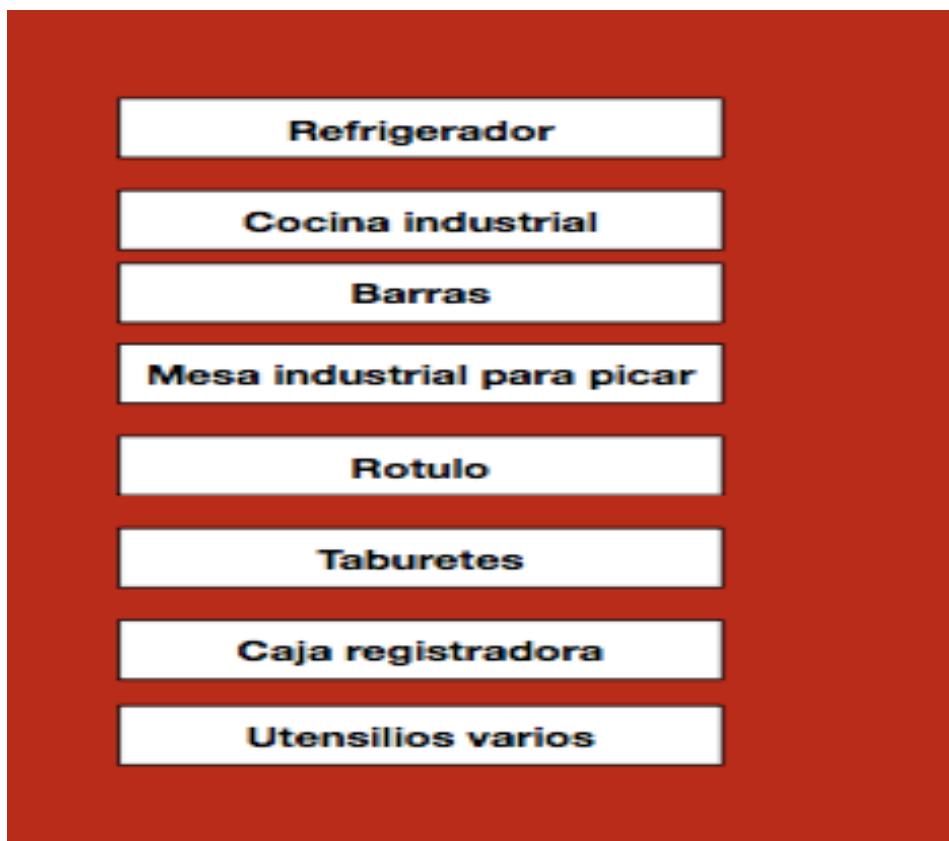 Refrigerador
Cocina industrial
Barras
Mesa industrial para picar
Rotulo
Taburetes
Caja registradora
Utensilios varios